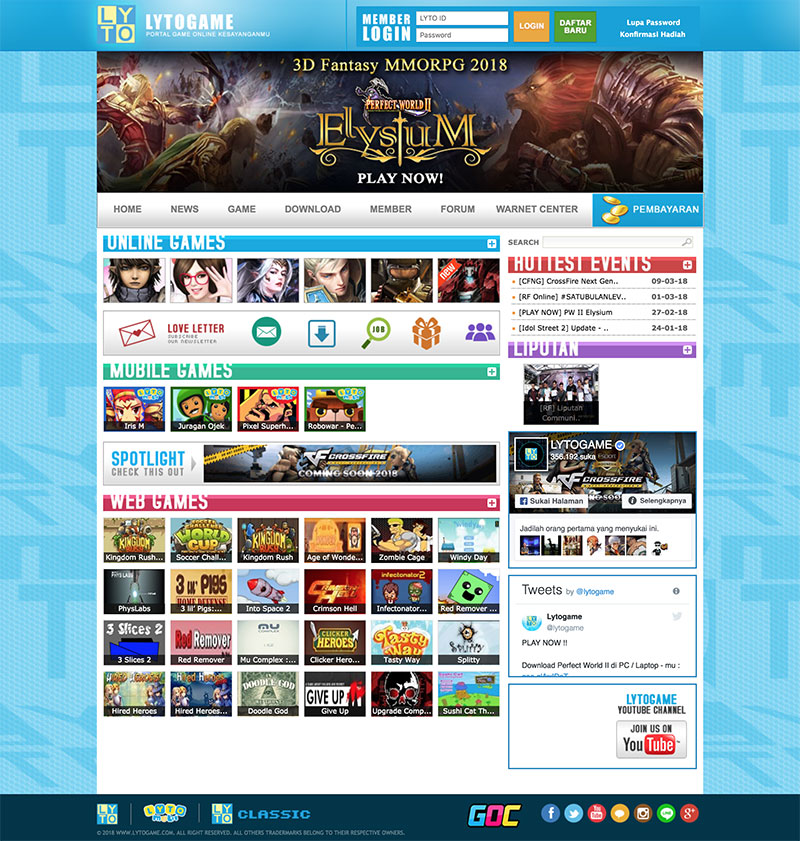 LYTO
LYTOGAME
PORTAL GAME ONLINE KESAYANGANMU
MEMBER LOGIN
LYTO ID
Password
LOGIN
DAFTAR BARU
Lupa Password
Konfirmasi Hadiah
3D Fantasy MMORPG 2018
PERFECT WORLD II
ElysiuM
PLAY NOW!
HOME NEWS GAME DOWNLOAD MEMBER FORUM WARNET CENTER PEMBAYARAN
ONLINE GAMES
new
LOVE LETTER
SUBSCRIBE
OUR NEWSLETTER
JOB
MOBILE GAMES
Iris M
Juragan Ojek
Pixel Superh...
Robowar - Pe...
SPOTLIGHT
CHECK THIS OUT
CROSSFIRE
NEXT GENERATION
COMING SOON 2018
WEB GAMES
Kingdom Rush...
Soccer Chall...
Kingdom Rush
Age of Wonde...
Zombie Cage
Windy Day
PhysLabs
3 lil' Pigs:...
Into Space 2
Crimson Hell
Infectonator...
Red Remover ...
3 Slices 2
Red Remover
Mu Complex :...
Clicker Hero...
Tasty Way
Splitty
Hired Heroes
Hired Heroes...
Doodle God
Give Up
Upgrade Comp...
Sushi Cat Th...
SEARCH
HOTTEST EVENTS
[CFNG] CrossFire Next Gen.. 09-03-18
[RF Online] #SATUBULANLEV.. 01-03-18
[PLAY NOW] PW II Elysium 27-02-18
[Idol Street 2] Update - .. 24-01-18
LIPUTAN
[RF] Liputan
Communi..
LYTOGAME
356.192 suka
CROSSFIRE
Sukai Halaman
Selengkapnya
Jadilah orang pertama yang menyukai ini.
Tweets by @lytogame
Lytogame
@lytogame
PLAY NOW !!
Download Perfect World II di PC / Laptop - mu :
LYTOGAME
YOUTUBE CHANNEL
JOIN US ON
YouTube
LYTO
LYTO
LYTO CLASSIC
GOC
© 2018 WWW.LYTOGAME.COM. ALL RIGHT RESERVED. ALL OTHERS TRADERMARKS BELONG TO THEIR RESPECTIVE OWNERS.